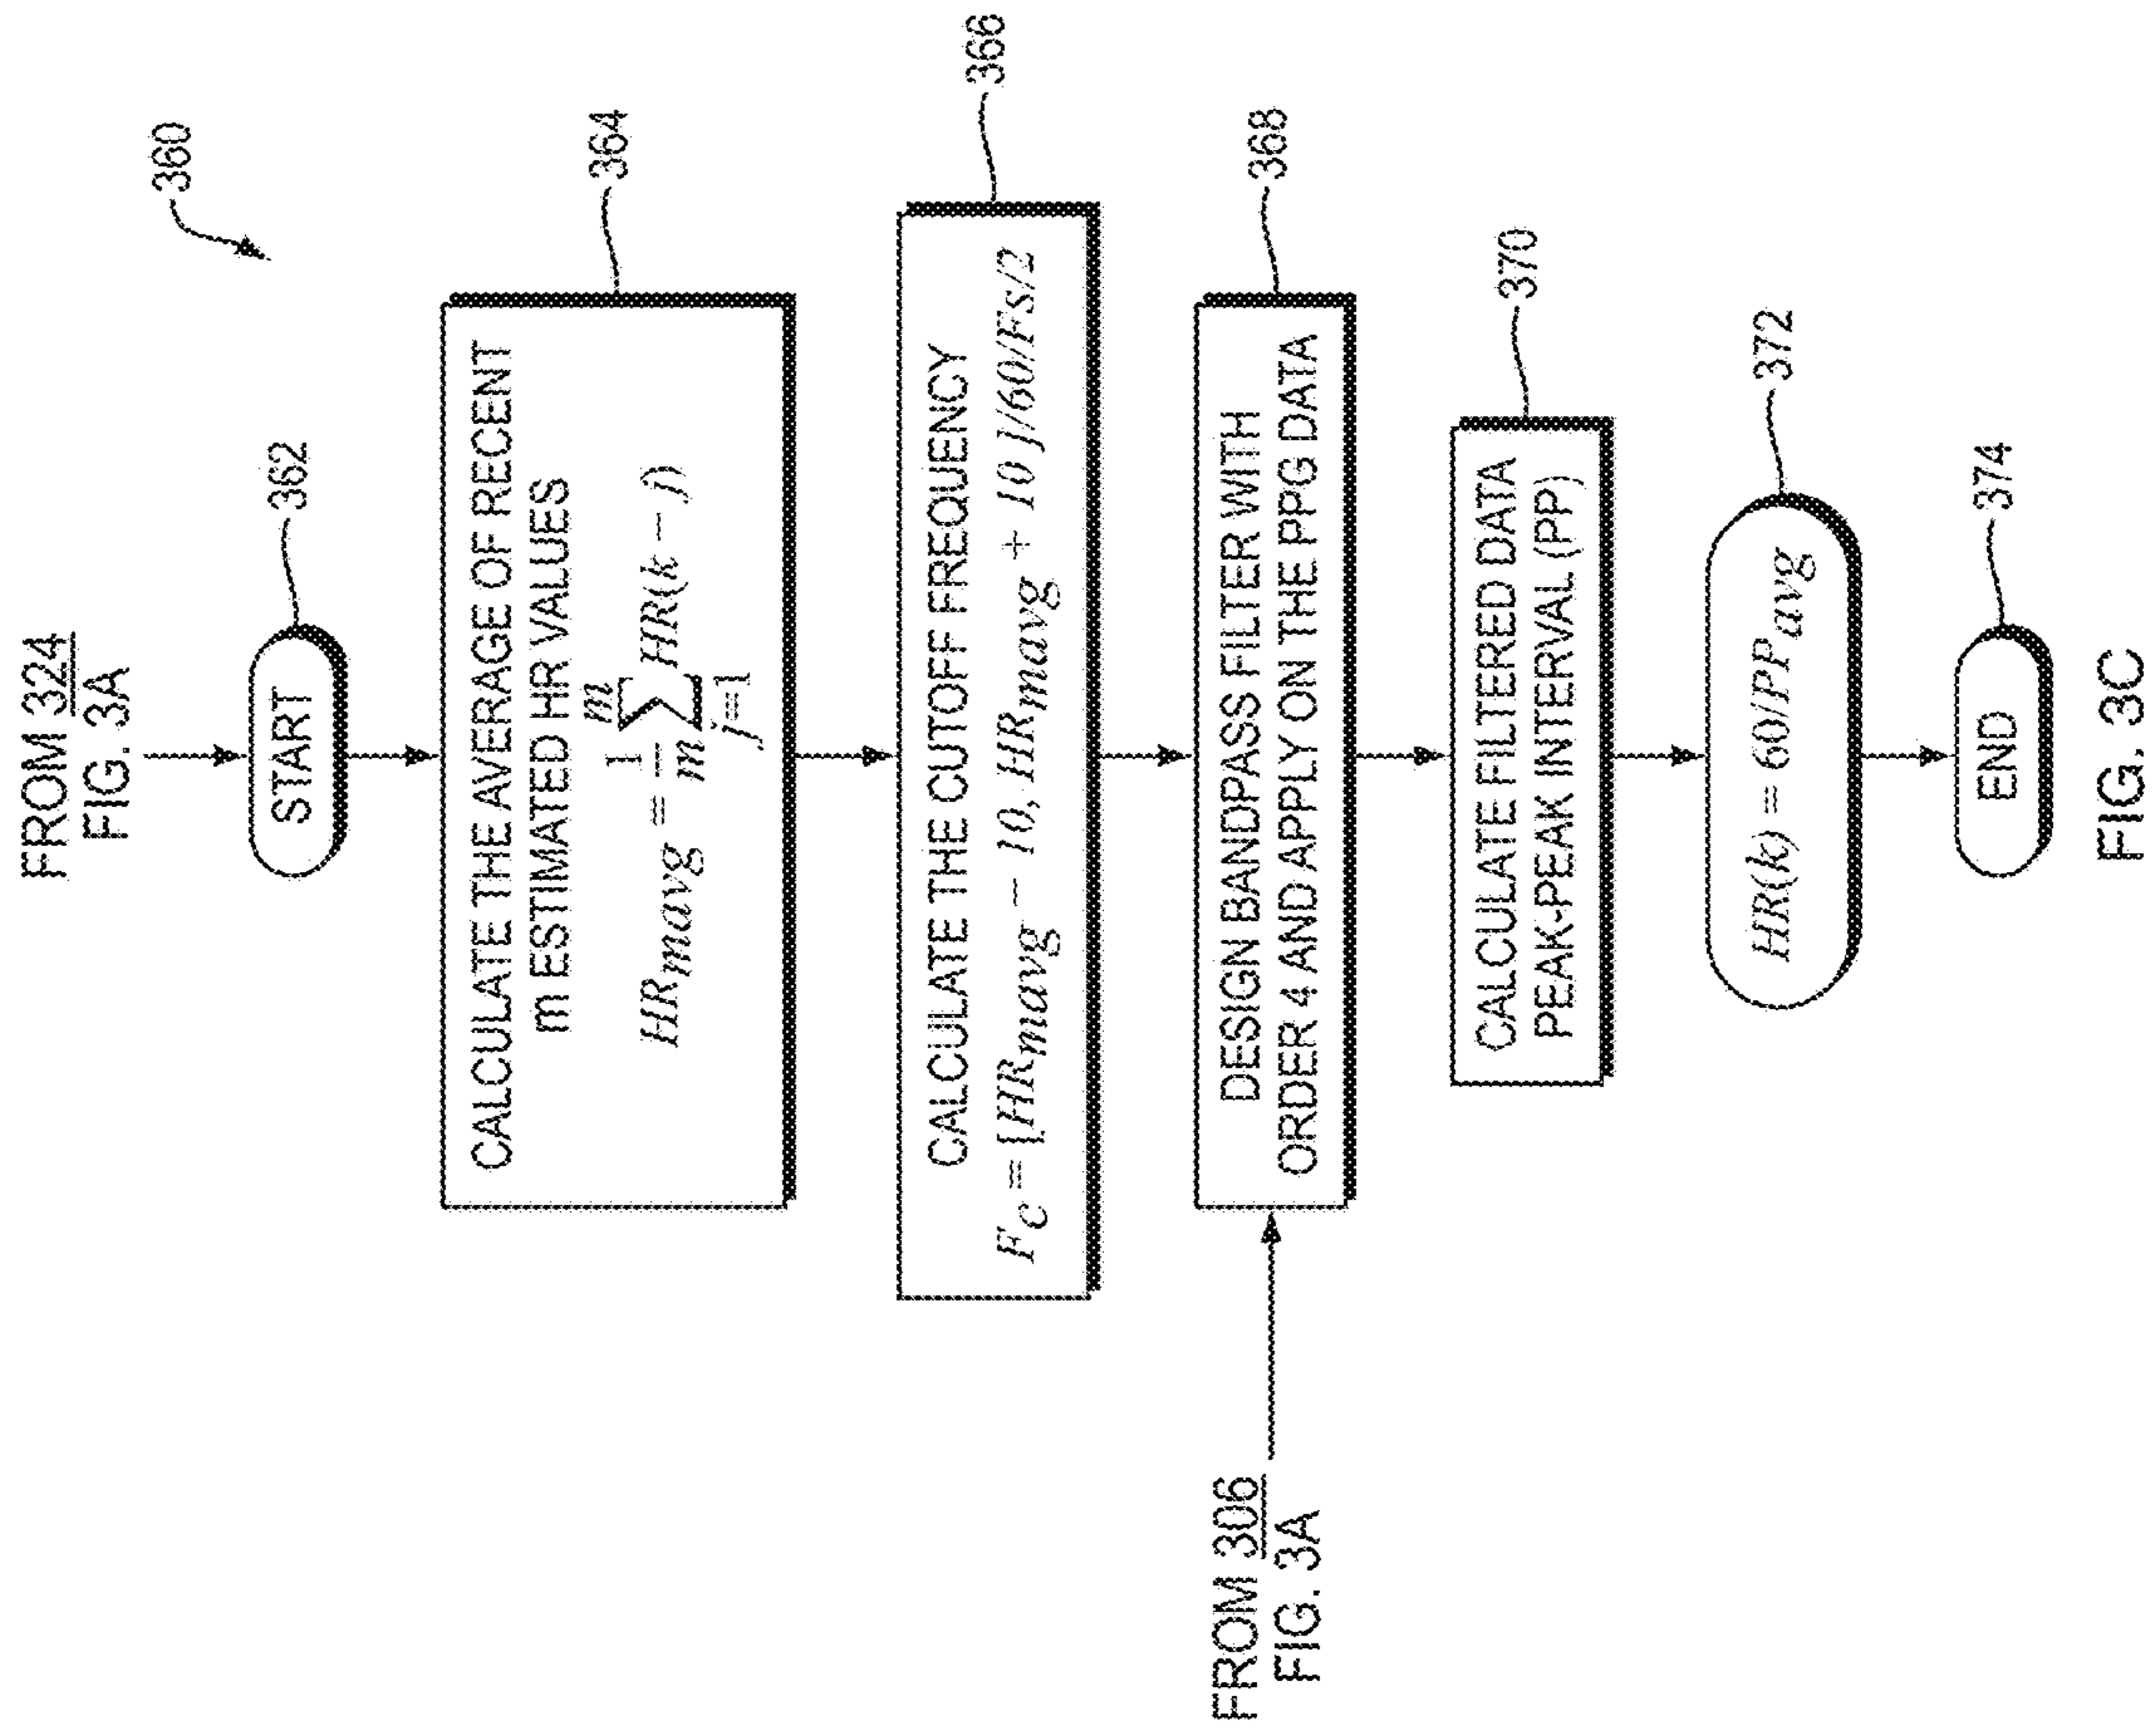 360
FROM 324
FIG. 3A
START
362
CALCULATE THE AVERAGE OF RECENT
m ESTIMATED HR VALUES
HR_mavg = 1/m ∑_{j=1}^{m} HR(k − j)
364
CALCULATE THE CUTOFF FREQUENCY
F_c = [HR_mavg − 10, HR_mavg + 10 ]/60/Fs/2
366
FROM 306
FIG. 3A
DESIGN BANDPASS FILTER WITH
ORDER 4 AND APPLY ON THE PPG DATA
368
CALCULATE FILTERED DATA
PEAK-PEAK INTERVAL (PP)
370
HR(k) = 60/PP_avg
372
END
374
FIG. 3C